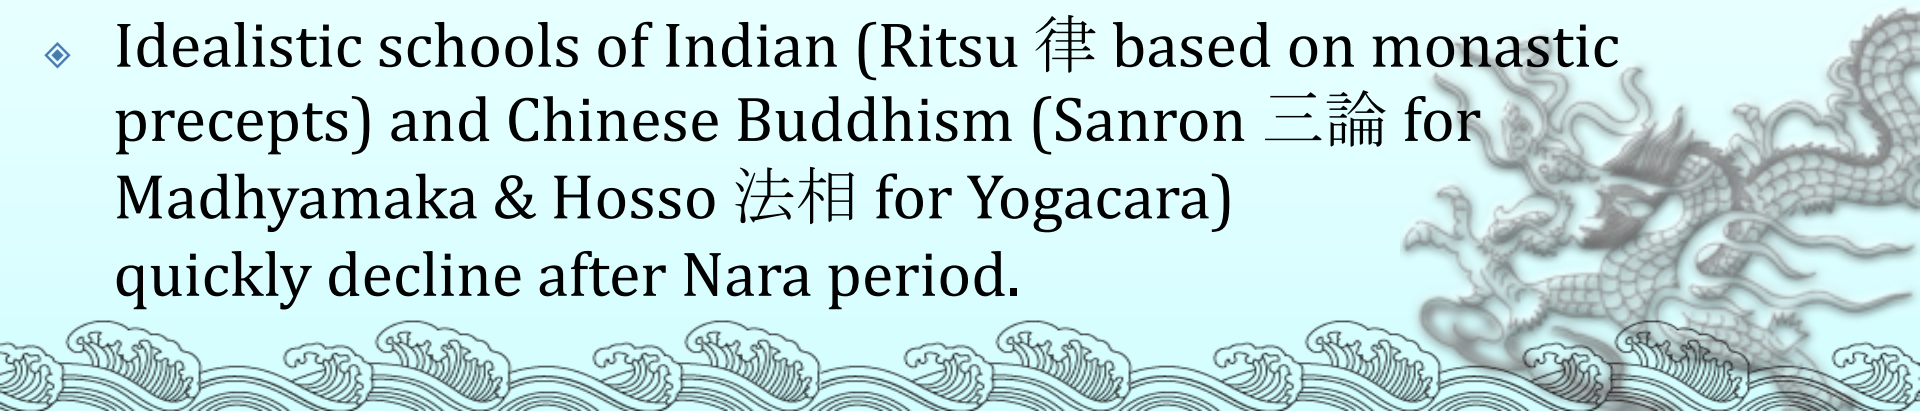 Idealistic schools of Indian (Ritsu 律 based on monastic
precepts) and Chinese Buddhism (Sanron 三論 for
Madhyamaka & Hosso 法相 for Yogacara)
quickly decline after Nara period.